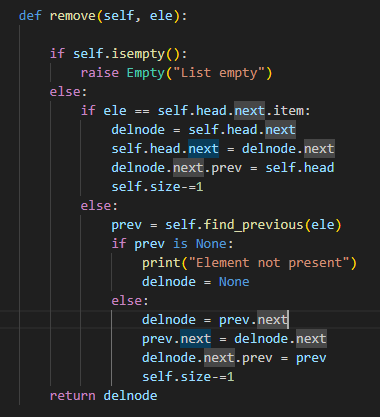 def remove(self, ele):
if self.isempty():
raise Empty("List empty")
else:
if ele == self.head.next.item:
delnode = self.head.next
self.head.next = delnode.next
delnode.next.prev = self.head
self.size-=1
else:
prev = self.find_previous(ele)
if prev is None:
print("Element not present")
delnode = None
else:
delnode = prev.next
prev.next = delnode.next
delnode.next.prev = prev
self.size-=1
return delnode